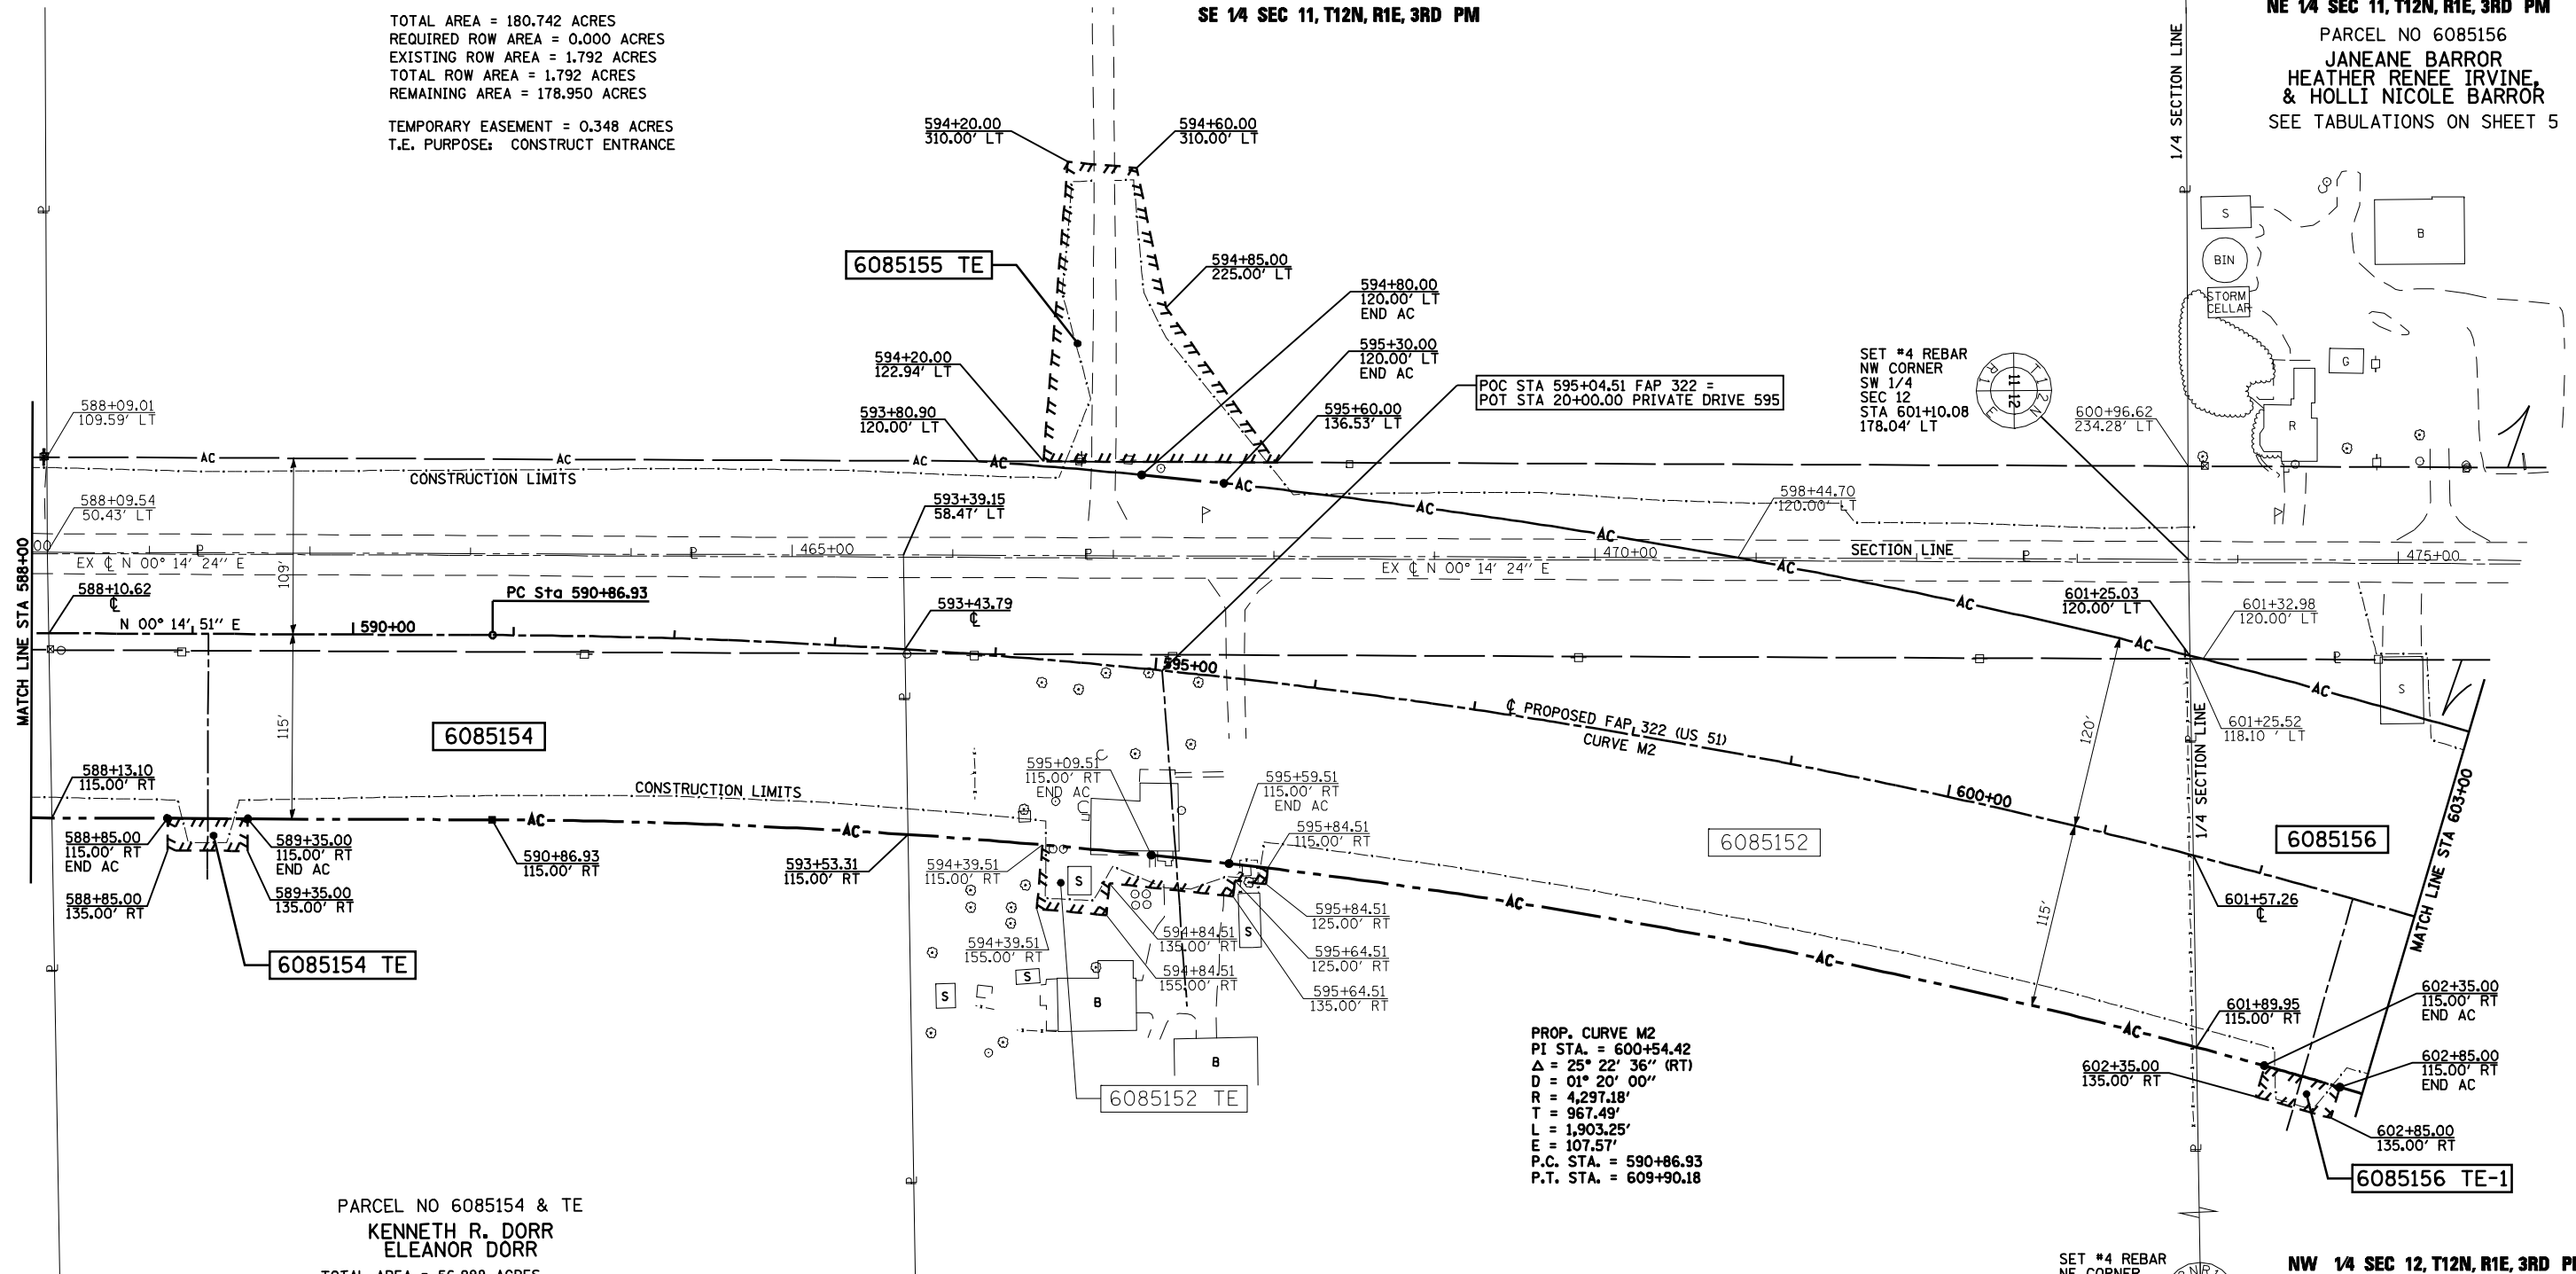 TOTAL AREA = 180.742 ACRES
REQUIRED ROW AREA = 0.000 ACRES
EXISTING ROW AREA = 1.792 ACRES
TOTAL ROW AREA = 1.792 ACRES
REMAINING AREA = 178.950 ACRES
TEMPORARY EASEMENT = 0.348 ACRES
T.E. PURPOSE: CONSTRUCT ENTRANCE
SE 1/4 SEC 11, T12N, R1E, 3RD PM
NE 1/4 SEC 11, T12N, R1E, 3RD PM
PARCEL NO 6085156
JANEANE BARROR
HEATHER RENEE IRVINE,
& HOLLI NICOLE BARROR
SEE TABULATIONS ON SHEET 5
1/4 SECTION LINE
594+20.00
310.00' LT
594+60.00
310.00' LT
6085155 TE
594+85.00
225.00' LT
594+80.00
120.00' LT
END AC
595+30.00
120.00' LT
END AC
594+20.00
122.94' LT
593+80.90
120.00' LT
595+60.00
136.53' LT
POC STA 595+04.51 FAP 322 =
POT STA 20+00.00 PRIVATE DRIVE 595
SET #4 REBAR
NW CORNER
SW 1/4
SEC 12
STA 601+10.08
178.04' LT
T12N
R1E
11 12
600+96.62
234.28' LT
S
B
BIN
STORM
CELLAR
G
R
588+09.01
109.59' LT
AC
AC
AC
AC
CONSTRUCTION LIMITS
588+09.54
50.43' LT
593+39.15
58.47' LT
AC
AC
598+44.70
120.00' LT
AC
00
465+00
470+00
SECTION LINE
475+00
EX ℄ N 00° 14' 24" E
EX ℄ N 00° 14' 24" E
AC
109'
MATCH LINE STA 588+00
588+10.62
℄
PC Sta 590+86.93
593+43.79
℄
AC
601+25.03
120.00' LT
601+32.98
120.00' LT
N 00° 14' 51" E
590+00
595+00
AC
AC
S
℄ PROPOSED FAP 322 (US 51)
CURVE M2
601+25.52
118.10 ' LT
1/4 SECTION LINE
120'
115'
6085154
588+13.10
115.00' RT
CONSTRUCTION LIMITS
595+09.51
115.00' RT
END AC
595+59.51
115.00' RT
END AC
600+00
588+85.00
115.00' RT
END AC
589+35.00
115.00' RT
END AC
AC
AC
590+86.93
115.00' RT
593+53.31
115.00' RT
594+39.51
115.00' RT
595+84.51
115.00' RT
6085152
6085156
MATCH LINE STA 603+00
588+85.00
135.00' RT
589+35.00
135.00' RT
S
S
AC
595+84.51
125.00' RT
601+57.26
℄
115'
6085154 TE
594+39.51
155.00' RT
594+84.51
135.00' RT
595+64.51
125.00' RT
AC
594+84.51
155.00' RT
595+64.51
135.00' RT
S
S
B
B
602+35.00
115.00' RT
END AC
601+89.95
115.00' RT
AC
602+35.00
135.00' RT
602+85.00
115.00' RT
END AC
6085152 TE
602+85.00
135.00' RT
6085156 TE-1
PROP. CURVE M2
PI STA. = 600+54.42
Δ = 25° 22' 36" (RT)
D = 01° 20' 00"
R = 4,297.18'
T = 967.49'
L = 1,903.25'
E = 107.57'
P.C. STA. = 590+86.93
P.T. STA. = 609+90.18
PARCEL NO 6085154 & TE
KENNETH R. DORR
ELEANOR DORR
SET #4 REBAR
NW 1/4 SEC 12, T12N, R1E, 3RD